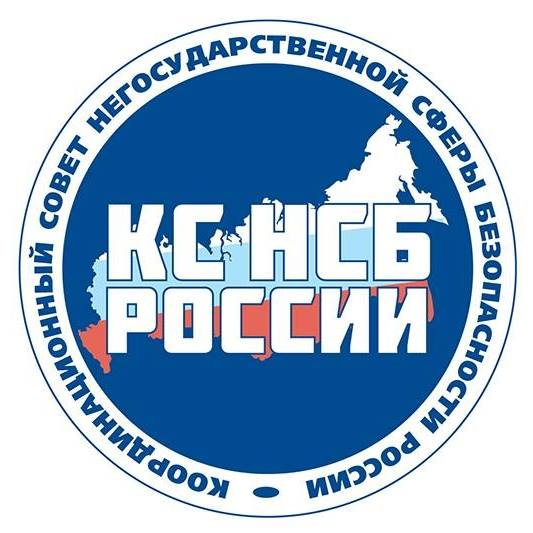 КООРДИНАЦИОННЫЙ СОВЕТ НЕГОСУДАРСТВЕННОЙ СФЕРЫ БЕЗОПАСНОСТИ РОССИИ
КС НСБ
РОССИИ